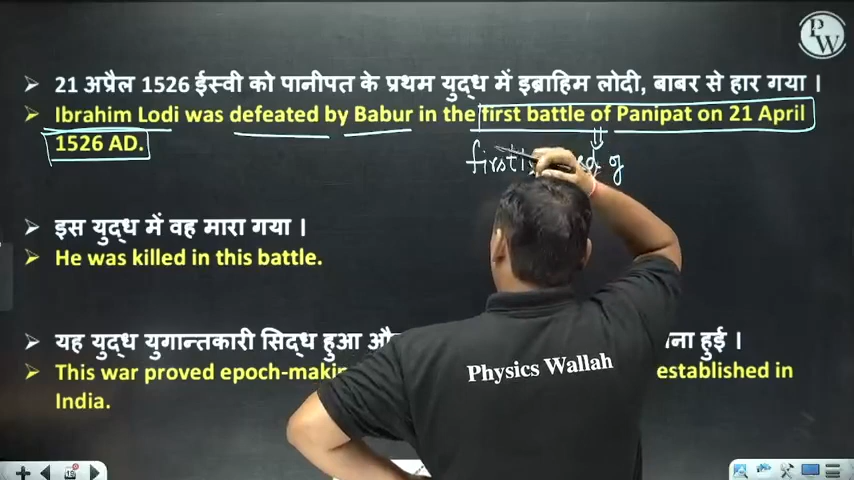 PW
21 अप्रैल 1526 ईस्वी को पानीपत के प्रथम युद्ध में इब्राहिम लोदी, बाबर से हार गया ।
Ibrahim Lodi was defeated by Babur in the first battle of Panipat on 21 April
1526 AD.
first
इस युद्ध में वह मारा गया ।
He was killed in this battle.
यह युद्ध युगान्तकारी सिद्ध हुआ हुई ।
This war proved established in
India.
Physics Wallah